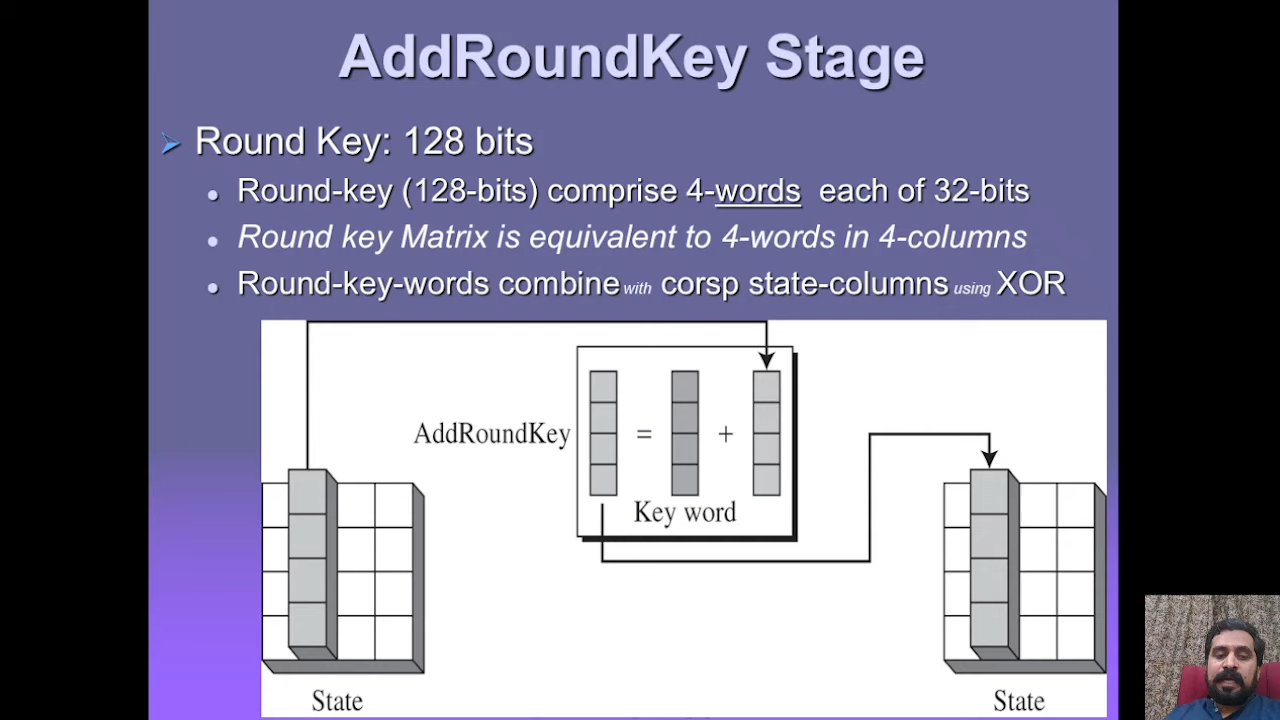 AddRoundKey Stage
Round Key: 128 bits
Round-key (128-bits) comprise 4-words each of 32-bits
Round key Matrix is equivalent to 4-words in 4-columns
Round-key-words combine with corsp state-columns using XOR
AddRoundKey = +
Key word
State
State